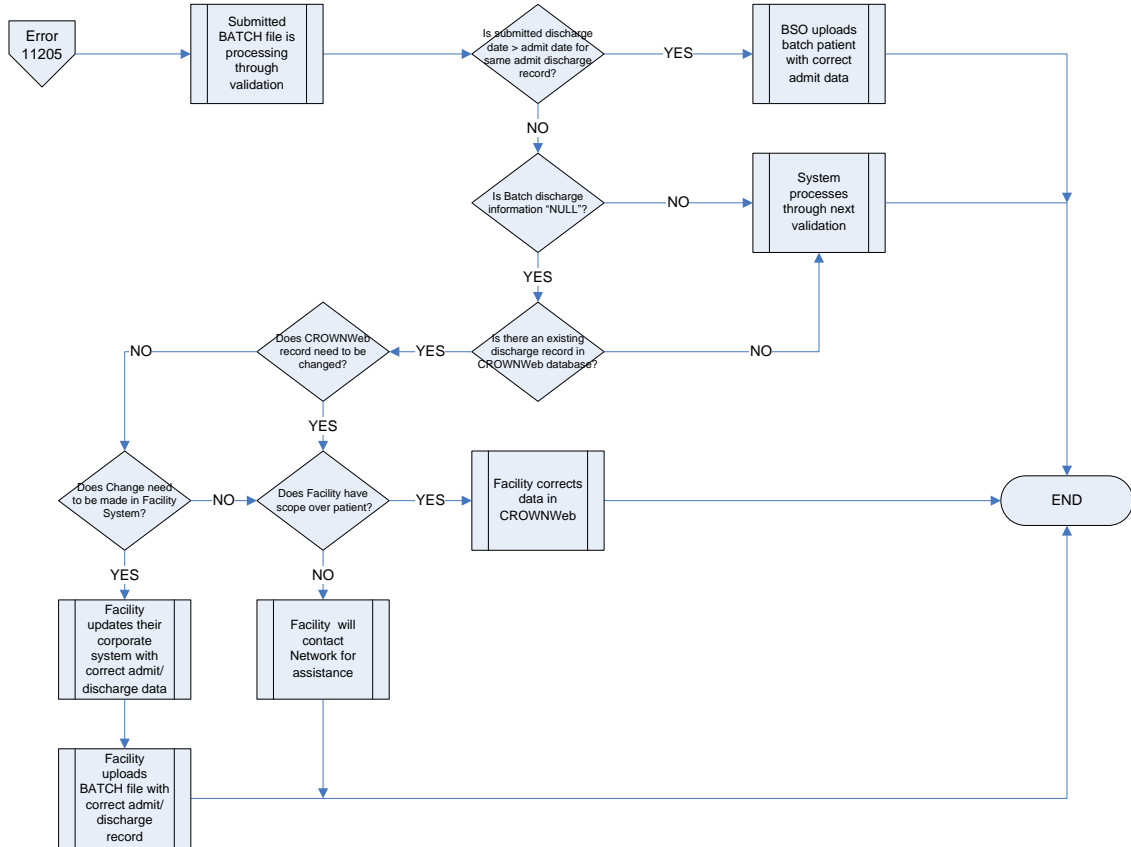 Error
11205
Submitted
BATCH file is
processing
through
validation
Is submitted discharge
date > admit date for
same admit discharge
record?
YES
BSO uploads
batch patient
with correct
admit data
NO
Is Batch discharge
information "NULL"?
NO
System
processes
through next
validation
YES
Does CROWNWeb
record need to be
changed?
Is there an existing
discharge record in
CROWNWeb database?
NO
YES
NO
YES
Does Change need
to be made in Facility
System?
NO
Does Facility have
scope over patient?
YES
Facility corrects
data in
CROWNWeb
END
YES
NO
Facility
updates their
corporate
system with
correct admit/
discharge data
Facility will
contact
Network for
assistance
Facility
uploads
BATCH file with
correct admit/
discharge
record